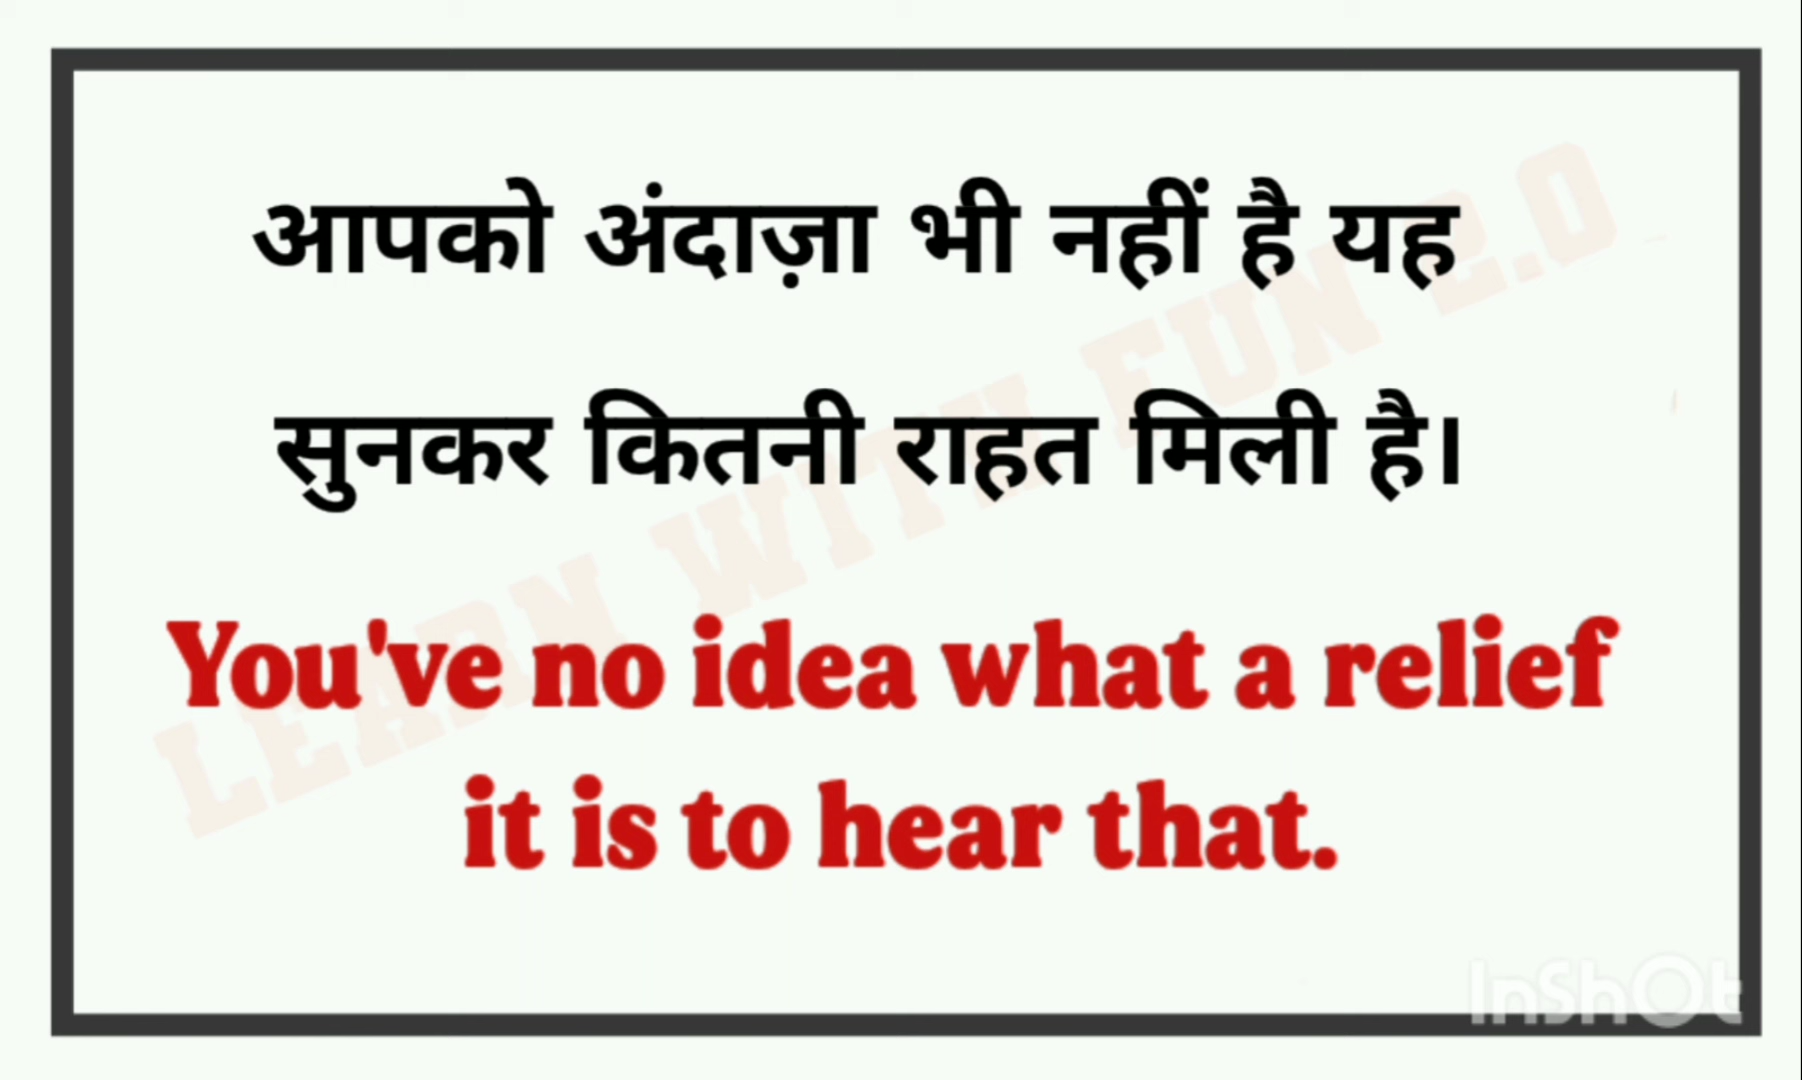 आपको अंदाज़ा भी नहीं है यह
सुनकर कितनी राहत मिली है।
You've no idea what a relief
it is to hear that.
LEARN WITH FUN 2.0
InShOt